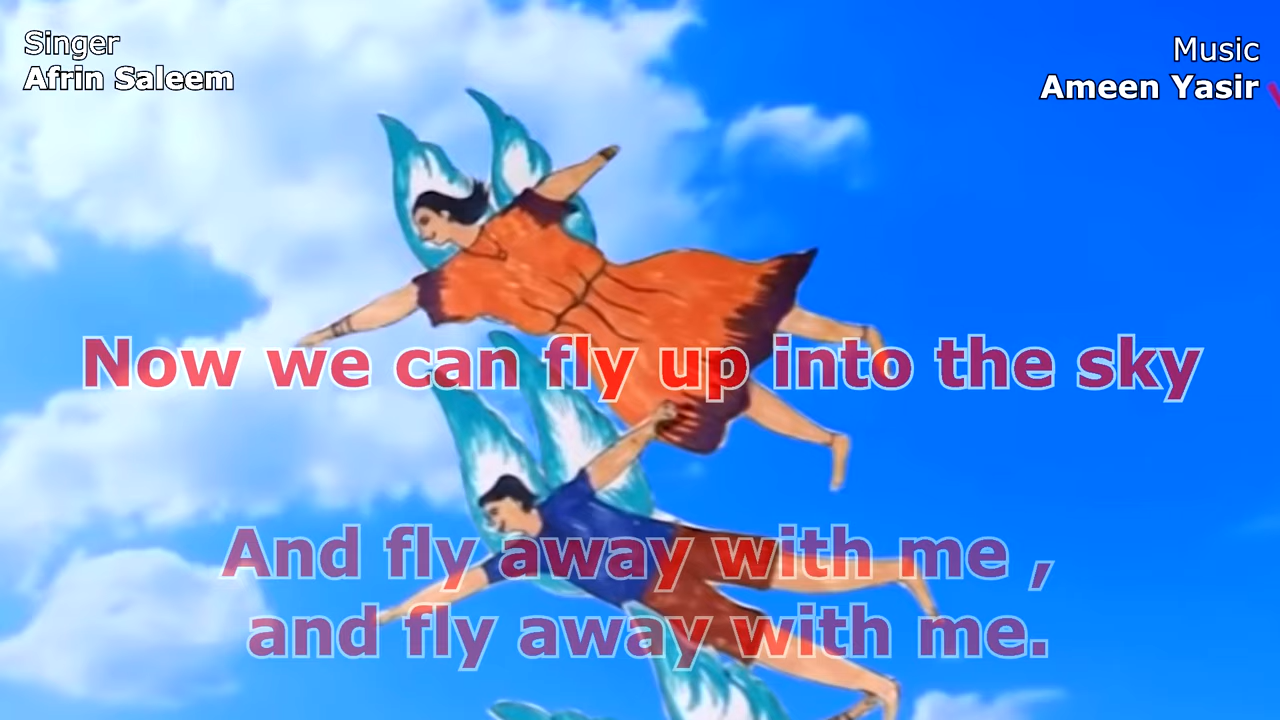 Singer
Afrin Saleem
Music
Ameen Yasir
Now we can fly up into the sky
And fly away with me ,
and fly away with me.